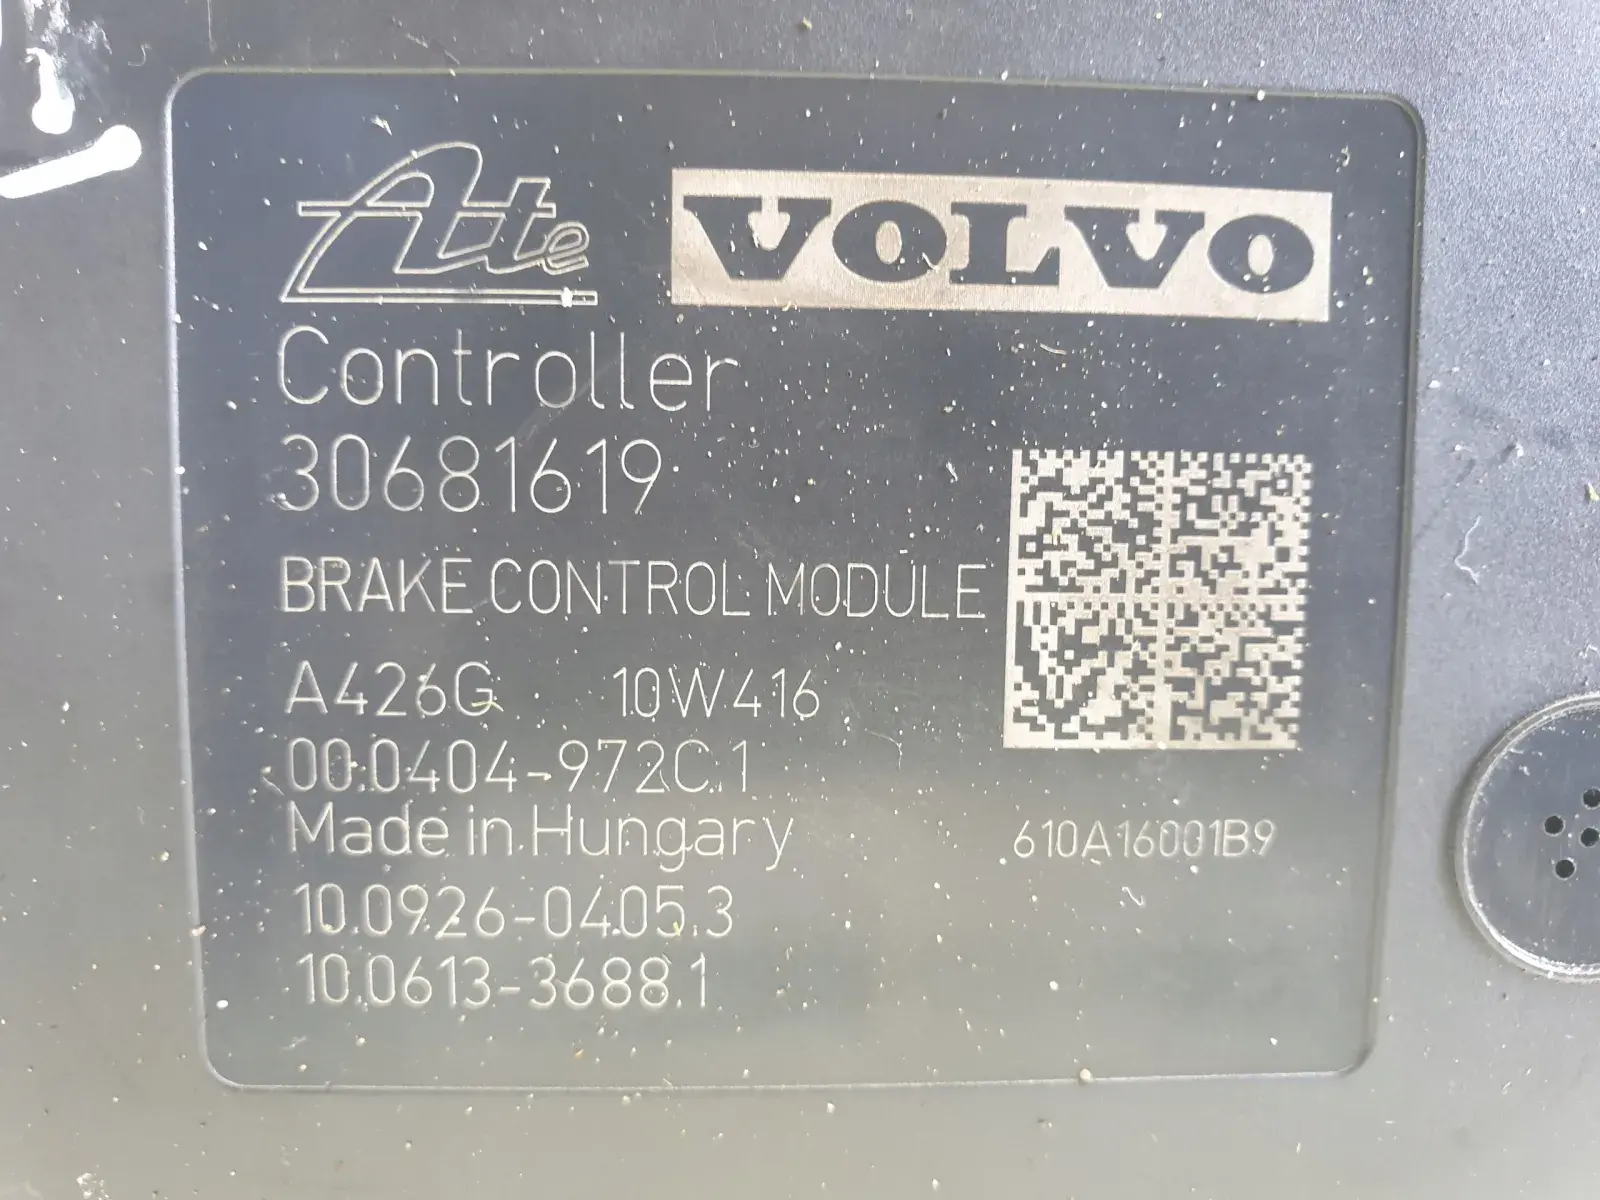 Ate VOLVO
Controller
30681619
BRAKE CONTROL MODULE
A426G 10W416
00.0404-972C.1
Made in Hungary 610A16001B9
10.0926-0405.3
10.0613-3688.1